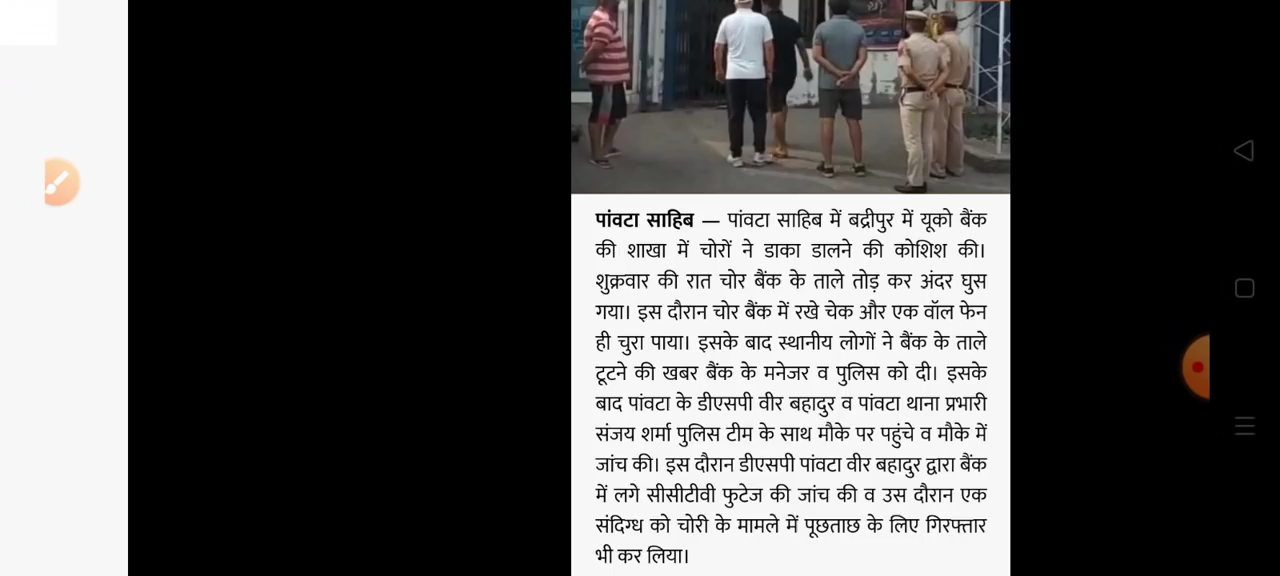 पांवटा साहिब — पांवटा साहिब में बद्रीपुर में यूको बैंक
की शाखा में चोरों ने डाका डालने की कोशिश की।
शुक्रवार की रात चोर बैंक के ताले तोड़ कर अंदर घुस
गया। इस दौरान चोर बैंक में रखे चेक और एक वॉल फेन
ही चुरा पाया। इसके बाद स्थानीय लोगों ने बैंक के ताले
टूटने की खबर बैंक के मनेजर व पुलिस को दी। इसके
बाद पांवटा के डीएसपी वीर बहादुर व पांवटा थाना प्रभारी
संजय शर्मा पुलिस टीम के साथ मौके पर पहुंचे व मौके में
जांच की। इस दौरान डीएसपी पांवटा वीर बहादुर द्वारा बैंक
में लगे सीसीटीवी फुटेज की जांच की व उस दौरान एक
संदिग्ध को चोरी के मामले में पूछताछ के लिए गिरफ्तार
भी कर लिया।